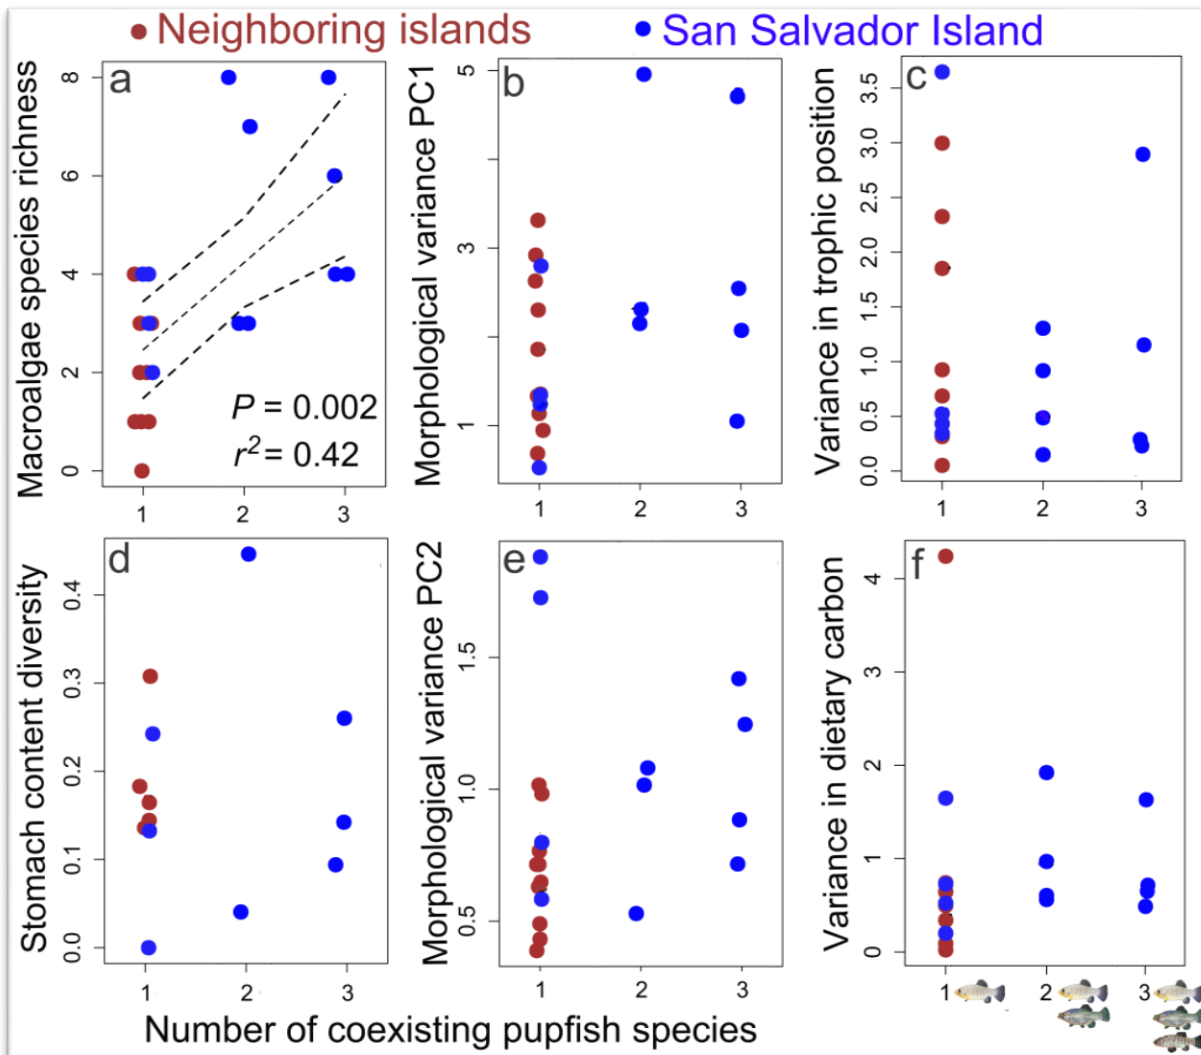 Neighboring islands San Salvador Island
Macroalgae species richness
a
0 2 4 6 8
1 2 3
P = 0.002
r² = 0.42
Morphological variance PC1
b
1 3 5
1 2 3
Variance in trophic position
c
0.0 0.5 1.0 1.5 2.0 2.5 3.0 3.5
1 2 3
Stomach content diversity
d
0.0 0.1 0.2 0.3 0.4
1 2 3
Morphological variance PC2
e
0.5 1.0 1.5
1 2 3
Variance in dietary carbon
f
0 1 2 3 4
1 2 3
Number of coexisting pupfish species